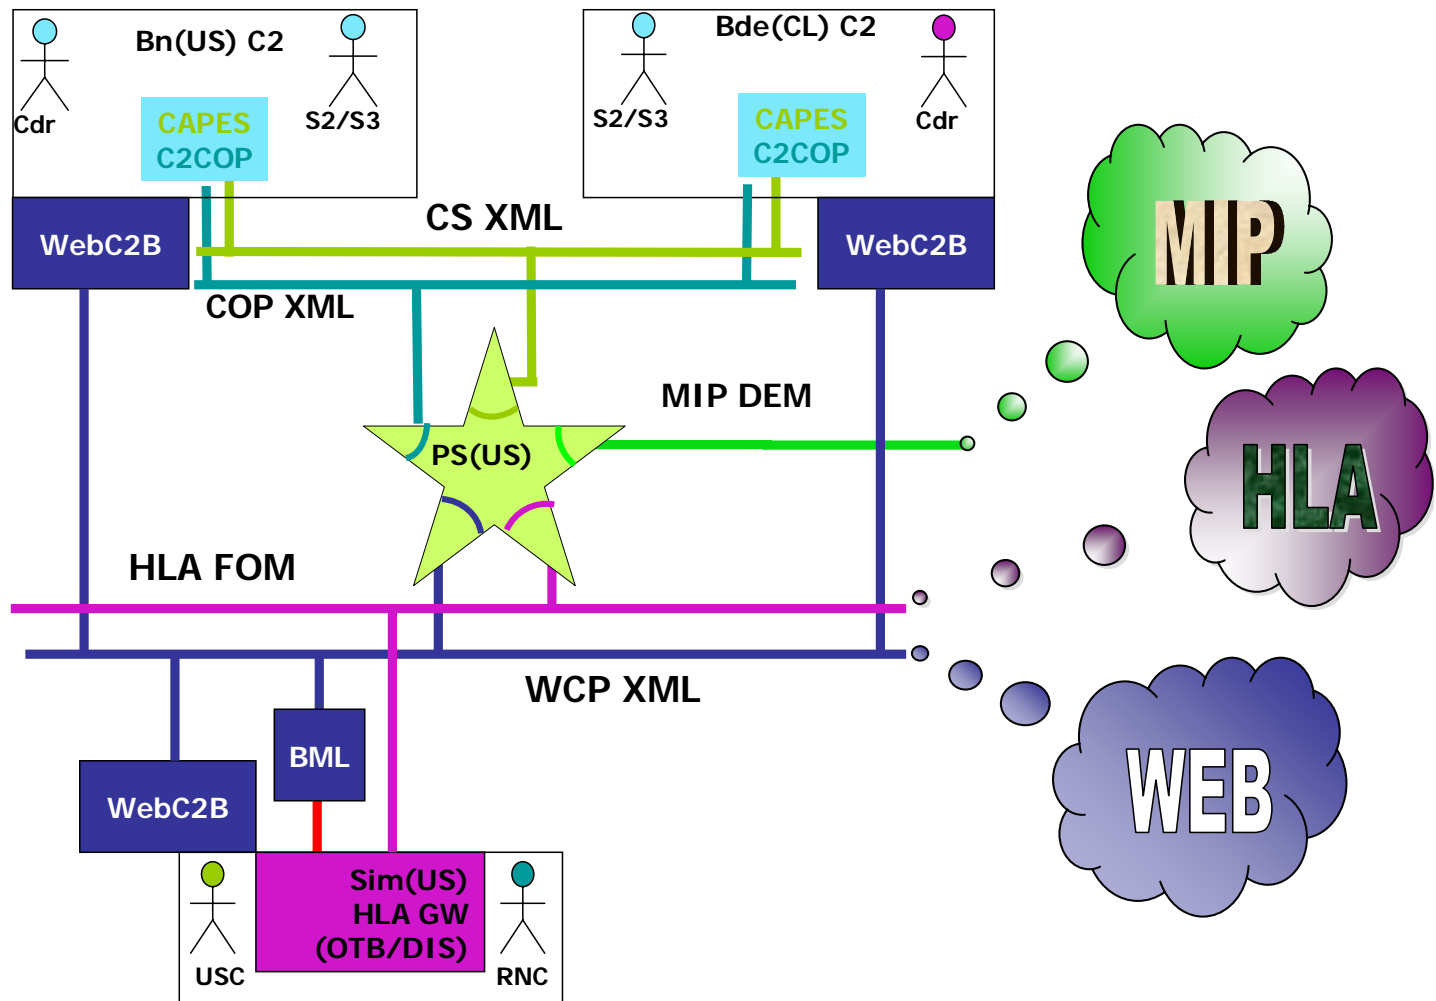 Bn(US) C2
Cdr
S2/S3
CAPES
C2COP
WebC2B
Bde(CL) C2
S2/S3
Cdr
CAPES
C2COP
WebC2B
CS XML
COP XML
MIP
MIP DEM
PS(US)
HLA
HLA FOM
WCP XML
WEB
BML
WebC2B
Sim(US)
HLA GW
(OTB/DIS)
USC
RNC